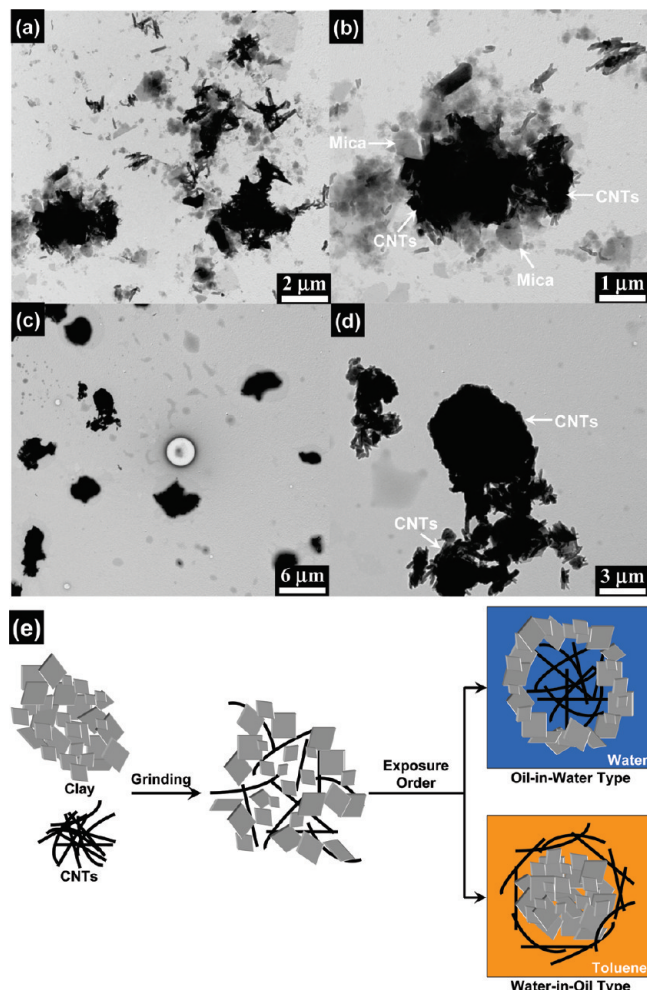 (a)
2 μm
(b)
Mica
CNTs
CNTs
Mica
1 μm
(c)
6 μm
(d)
CNTs
CNTs
3 μm
(e)
Clay
CNTs
Grinding
Exposure
Order
Water
Oil-in-Water Type
Toluene
Water-in-Oil Type